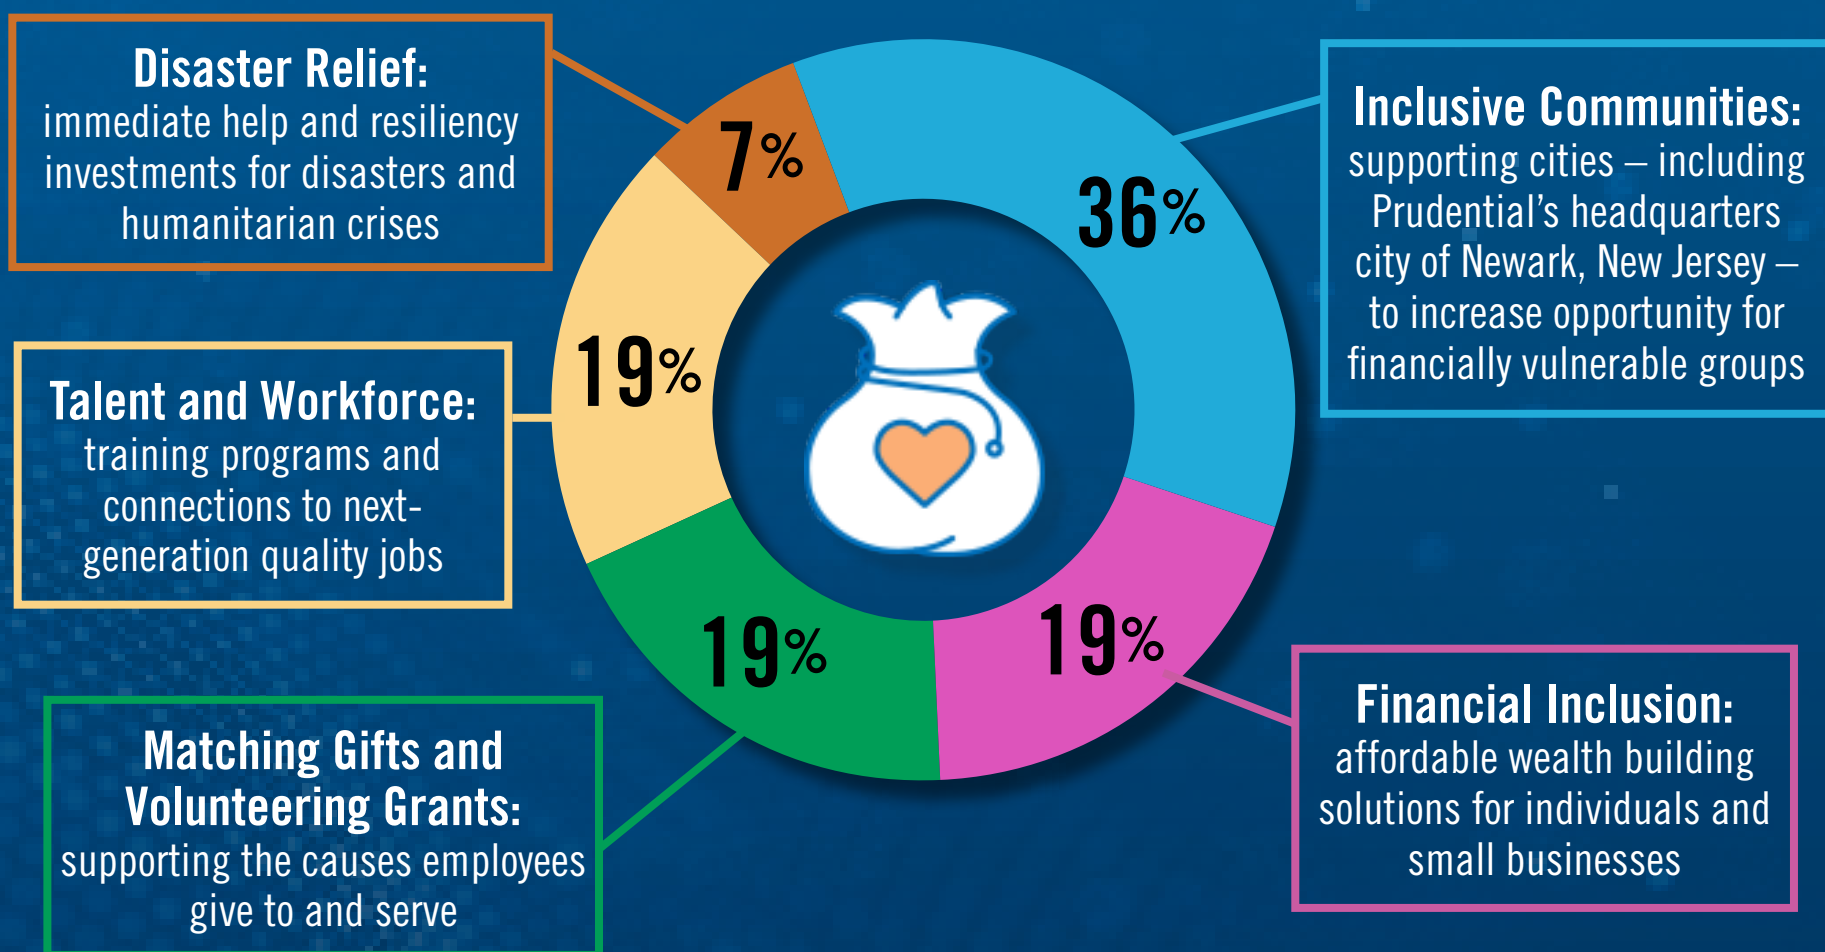 Disaster Relief:
immediate help and resiliency
investments for disasters and
humanitarian crises
7%
36%
Inclusive Communities:
supporting cities – including
Prudential’s headquarters
city of Newark, New Jersey –
to increase opportunity for
financially vulnerable groups
Talent and Workforce:
training programs and
connections to next-
generation quality jobs
19%
Matching Gifts and
Volunteering Grants:
supporting the causes employees
give to and serve
19%
19%
Financial Inclusion:
affordable wealth building
solutions for individuals and
small businesses